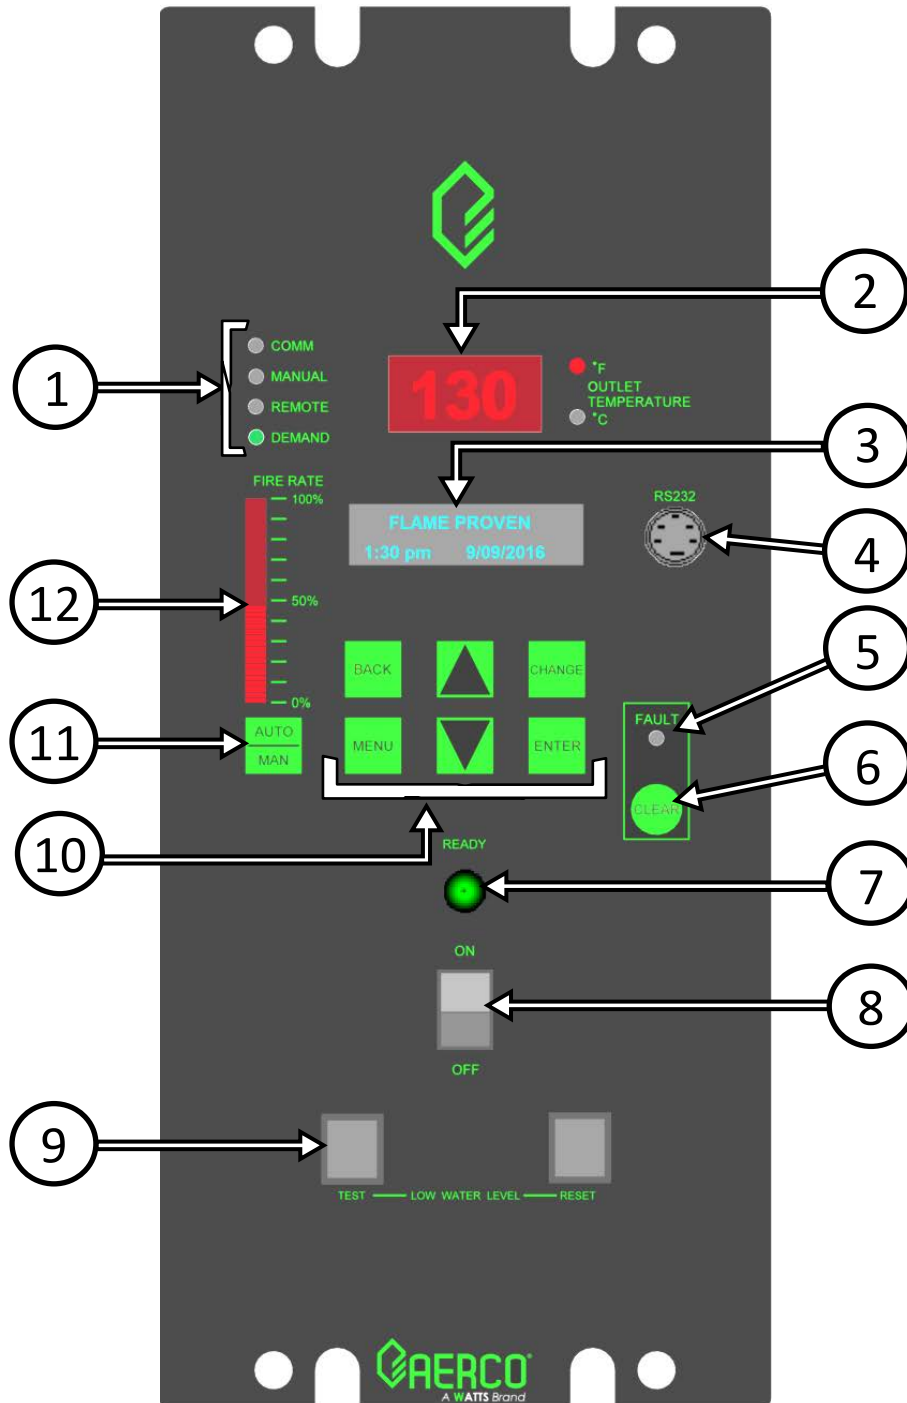 2
1
COMM
MANUAL
REMOTE
DEMAND
130
°F
OUTLET
TEMPERATURE
°C
3
FIRE RATE
100%
50%
0%
FLAME PROVEN
1:30 pm 9/09/2016
RS232
4
12
5
BACK
CHANGE
MENU
ENTER
11
AUTO
MAN
FAULT
CLEAR
6
10
READY
7
ON
OFF
8
9
TEST LOW WATER LEVEL RESET
AERCO®
A WATTS Brand